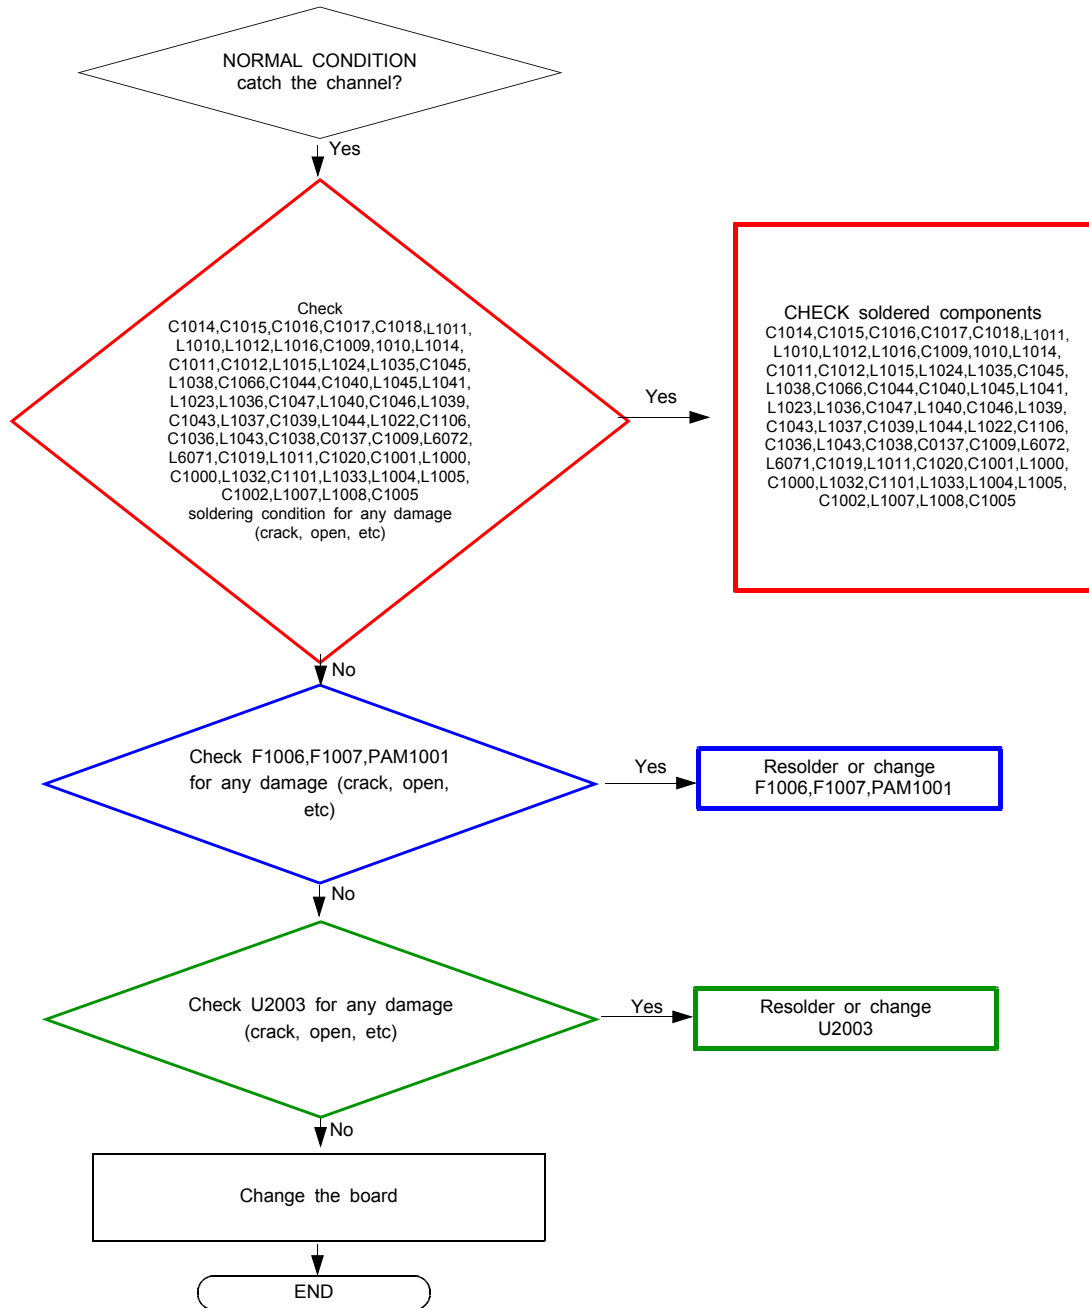 NORMAL CONDITION
catch the channel?
Yes
Check
C1014,C1015,C1016,C1017,C1018,L1011,
L1010,L1012,L1016,C1009,1010,L1014,
C1011,C1012,L1015,L1024,L1035,C1045,
L1038,C1066,C1044,C1040,L1045,L1041,
L1023,L1036,C1047,L1040,C1046,L1039,
C1043,L1037,C1039,L1044,L1022,C1106,
C1036,L1043,C1038,C0137,C1009,L6072,
L6071,C1019,L1011,C1020,C1001,L1000,
C1000,L1032,C1101,L1033,L1004,L1005,
C1002,L1007,L1008,C1005
soldering condition for any damage
(crack, open, etc)
Yes
CHECK soldered components
C1014,C1015,C1016,C1017,C1018,L1011,
L1010,L1012,L1016,C1009,1010,L1014,
C1011,C1012,L1015,L1024,L1035,C1045,
L1038,C1066,C1044,C1040,L1045,L1041,
L1023,L1036,C1047,L1040,C1046,L1039,
C1043,L1037,C1039,L1044,L1022,C1106,
C1036,L1043,C1038,C0137,C1009,L6072,
L6071,C1019,L1011,C1020,C1001,L1000,
C1000,L1032,C1101,L1033,L1004,L1005,
C1002,L1007,L1008,C1005
No
Check F1006,F1007,PAM1001
for any damage (crack, open,
etc)
Yes
Resolder or change
F1006,F1007,PAM1001
No
Check U2003 for any damage
(crack, open, etc)
Yes
Resolder or change
U2003
No
Change the board
END